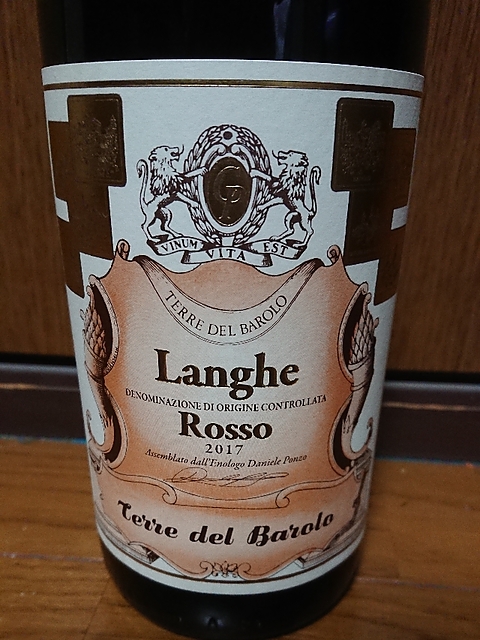 VINUM VITA EST
TERRE DEL BAROLO
Langhe
DENOMINAZIONE DI ORIGINE CONTROLLATA
Rosso
2017
Assemblato dall'Enologo Daniele Ponzo
Terre del Barolo